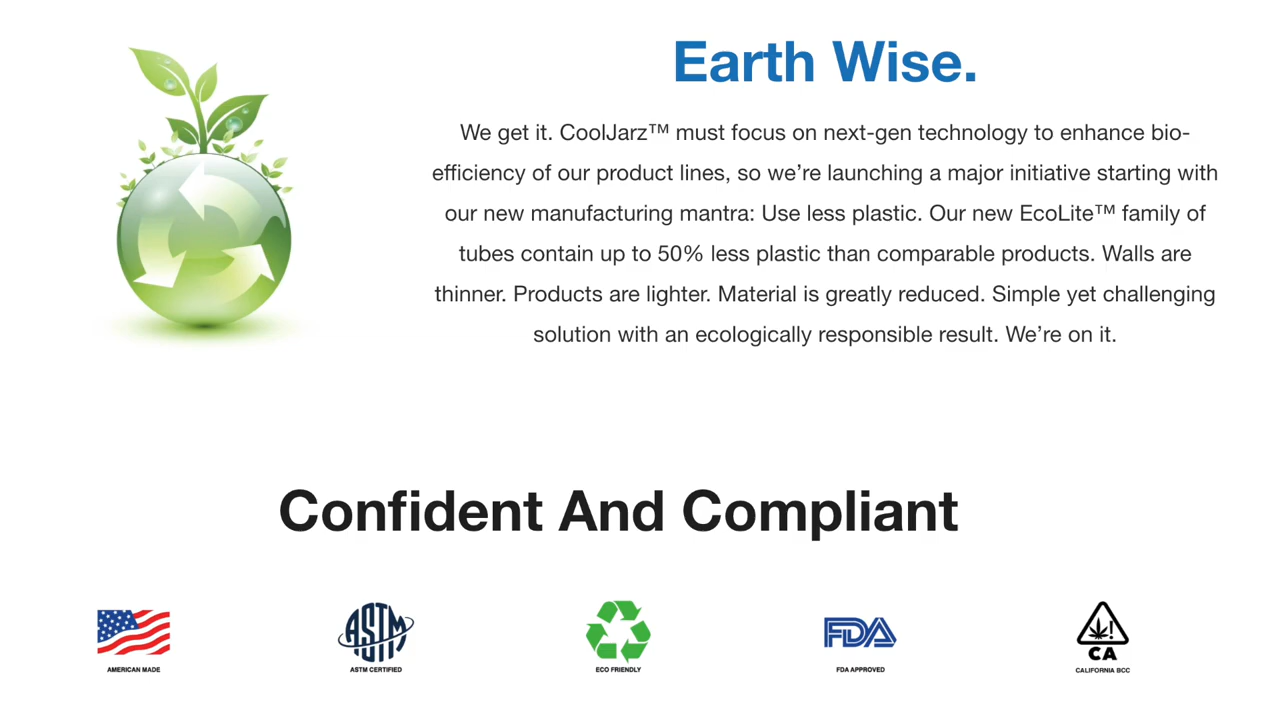 Earth Wise.
We get it. CoolJarz™ must focus on next-gen technology to enhance bio-
efficiency of our product lines, so we’re launching a major initiative starting with
our new manufacturing mantra: Use less plastic. Our new EcoLite™ family of
tubes contain up to 50% less plastic than comparable products. Walls are
thinner. Products are lighter. Material is greatly reduced. Simple yet challenging
solution with an ecologically responsible result. We’re on it.
Confident And Compliant
ASTM
FDA
!
CA
AMERICAN MADE
ASTM CERTIFIED
ECO FRIENDLY
FDA APPROVED
CALIFORNIA BCC